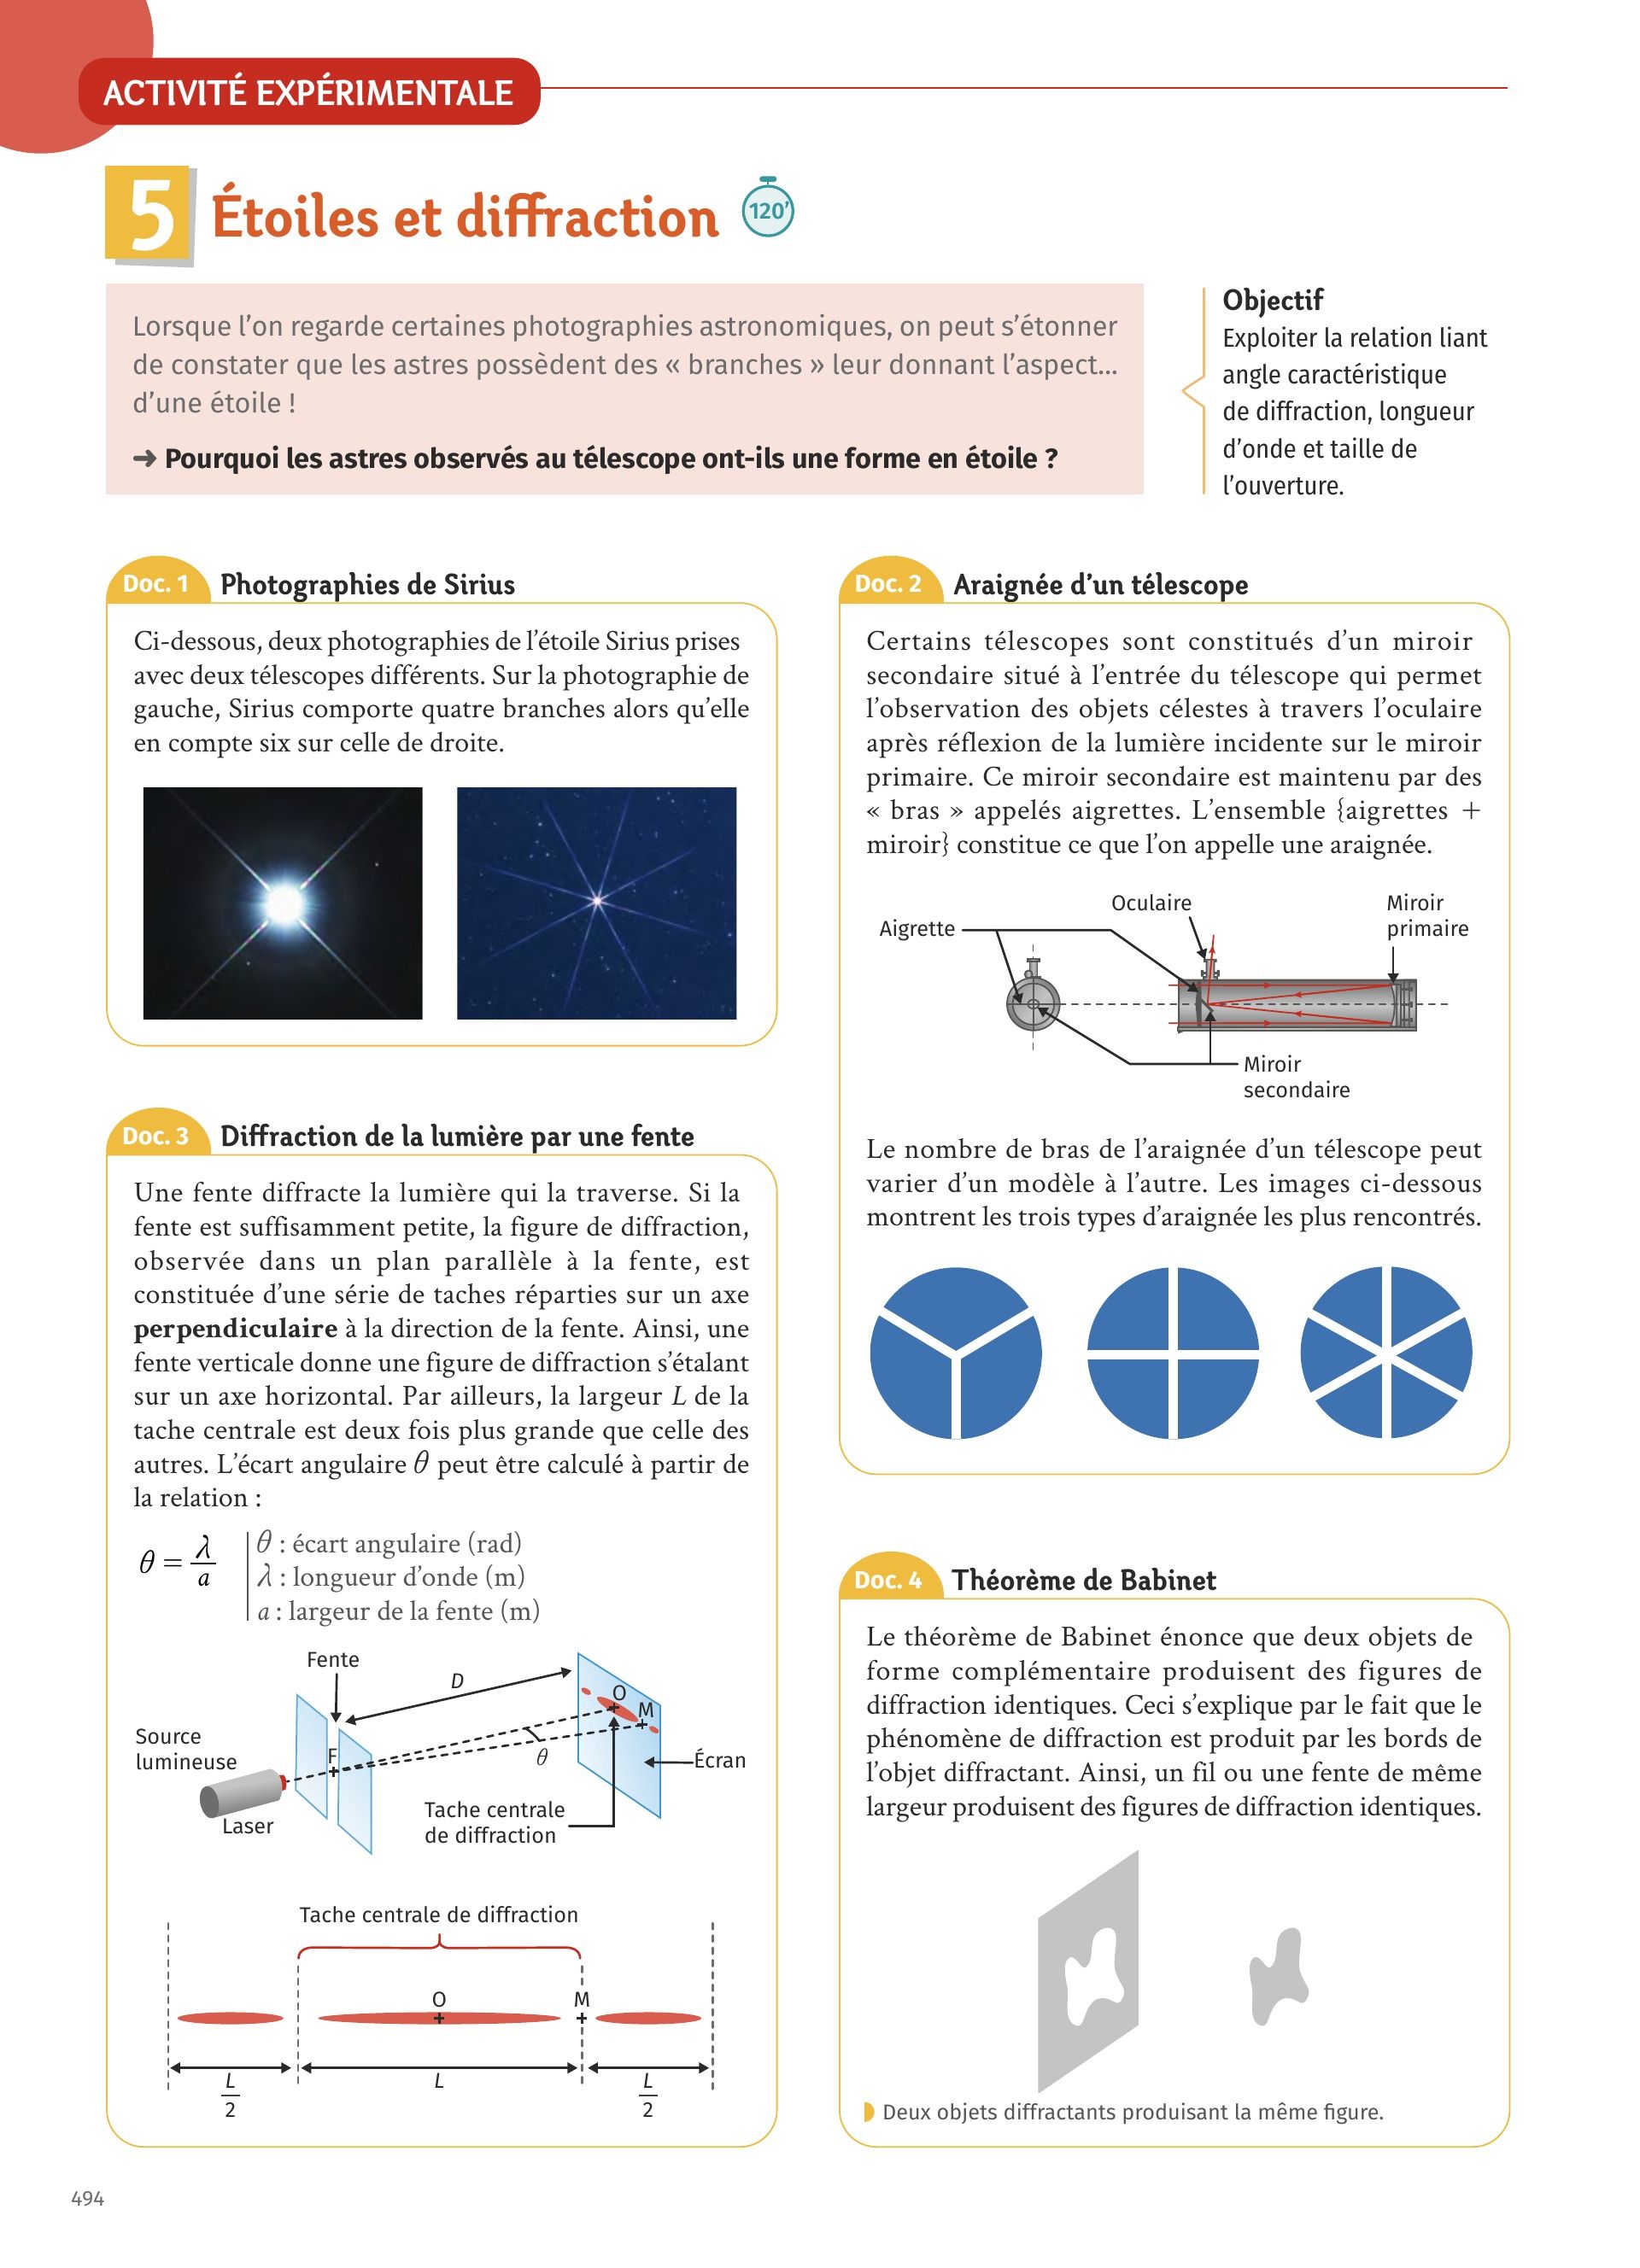 ACTIVITÉ EXPÉRIMENTALE
5 Étoiles et diffraction 120’
Lorsque l’on regarde certaines photographies astronomiques, on peut s’étonner
de constater que les astres possèdent des « branches » leur donnant l’aspect...
d’une étoile !
➜ Pourquoi les astres observés au télescope ont-ils une forme en étoile ?
Objectif
Exploiter la relation liant
angle caractéristique
de diffraction, longueur
d’onde et taille de
l’ouverture.
Doc. 1 Photographies de Sirius
Ci-dessous, deux photographies de l’étoile Sirius prises
avec deux télescopes différents. Sur la photographie de
gauche, Sirius comporte quatre branches alors qu’elle
en compte six sur celle de droite.
Doc. 3 Diffraction de la lumière par une fente
Une fente diffracte la lumière qui la traverse. Si la
fente est suffisamment petite, la figure de diffraction,
observée dans un plan parallèle à la fente, est
constituée d’une série de taches réparties sur un axe
perpendiculaire à la direction de la fente. Ainsi, une
fente verticale donne une figure de diffraction s’étalant
sur un axe horizontal. Par ailleurs, la largeur L de la
tache centrale est deux fois plus grande que celle des
autres. L’écart angulaire θ peut être calculé à partir de
la relation :
θ = λ/a
θ : écart angulaire (rad)
λ : longueur d’onde (m)
a : largeur de la fente (m)
Fente
D
O
M
Source
lumineuse
F
θ
Écran
Laser
Tache centrale
de diffraction
Tache centrale de diffraction
O M
L/2 L L/2
Doc. 2 Araignée d’un télescope
Certains télescopes sont constitués d’un miroir
secondaire situé à l’entrée du télescope qui permet
l’observation des objets célestes à travers l’oculaire
après réflexion de la lumière incidente sur le miroir
primaire. Ce miroir secondaire est maintenu par des
« bras » appelés aigrettes. L’ensemble {aigrettes +
miroir} constitue ce que l’on appelle une araignée.
Oculaire
Miroir
primaire
Aigrette
Miroir
secondaire
Le nombre de bras de l’araignée d’un télescope peut
varier d’un modèle à l’autre. Les images ci-dessous
montrent les trois types d’araignée les plus rencontrés.
Doc. 4 Théorème de Babinet
Le théorème de Babinet énonce que deux objets de
forme complémentaire produisent des figures de
diffraction identiques. Ceci s’explique par le fait que le
phénomène de diffraction est produit par les bords de
l’objet diffractant. Ainsi, un fil ou une fente de même
largeur produisent des figures de diffraction identiques.
Deux objets diffractants produisant la même figure.
494